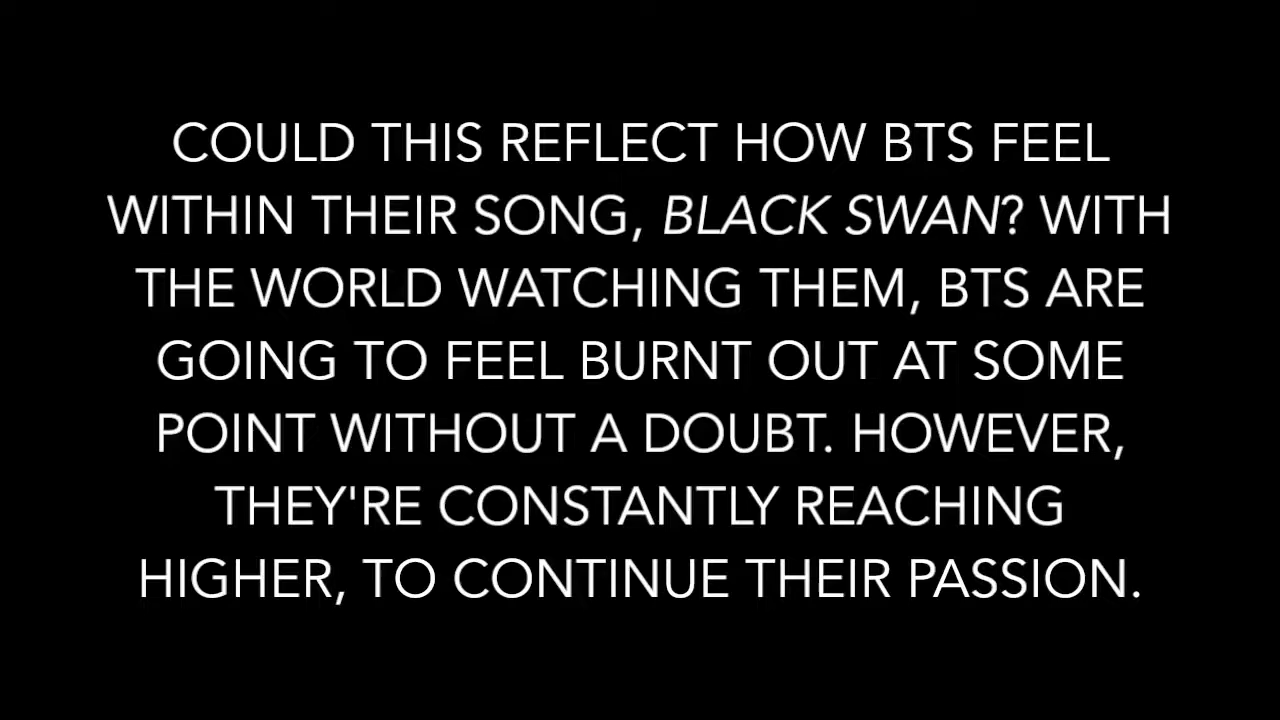 COULD THIS REFLECT HOW BTS FEEL
WITHIN THEIR SONG, BLACK SWAN? WITH
THE WORLD WATCHING THEM, BTS ARE
GOING TO FEEL BURNT OUT AT SOME
POINT WITHOUT A DOUBT. HOWEVER,
THEY'RE CONSTANTLY REACHING
HIGHER, TO CONTINUE THEIR PASSION.